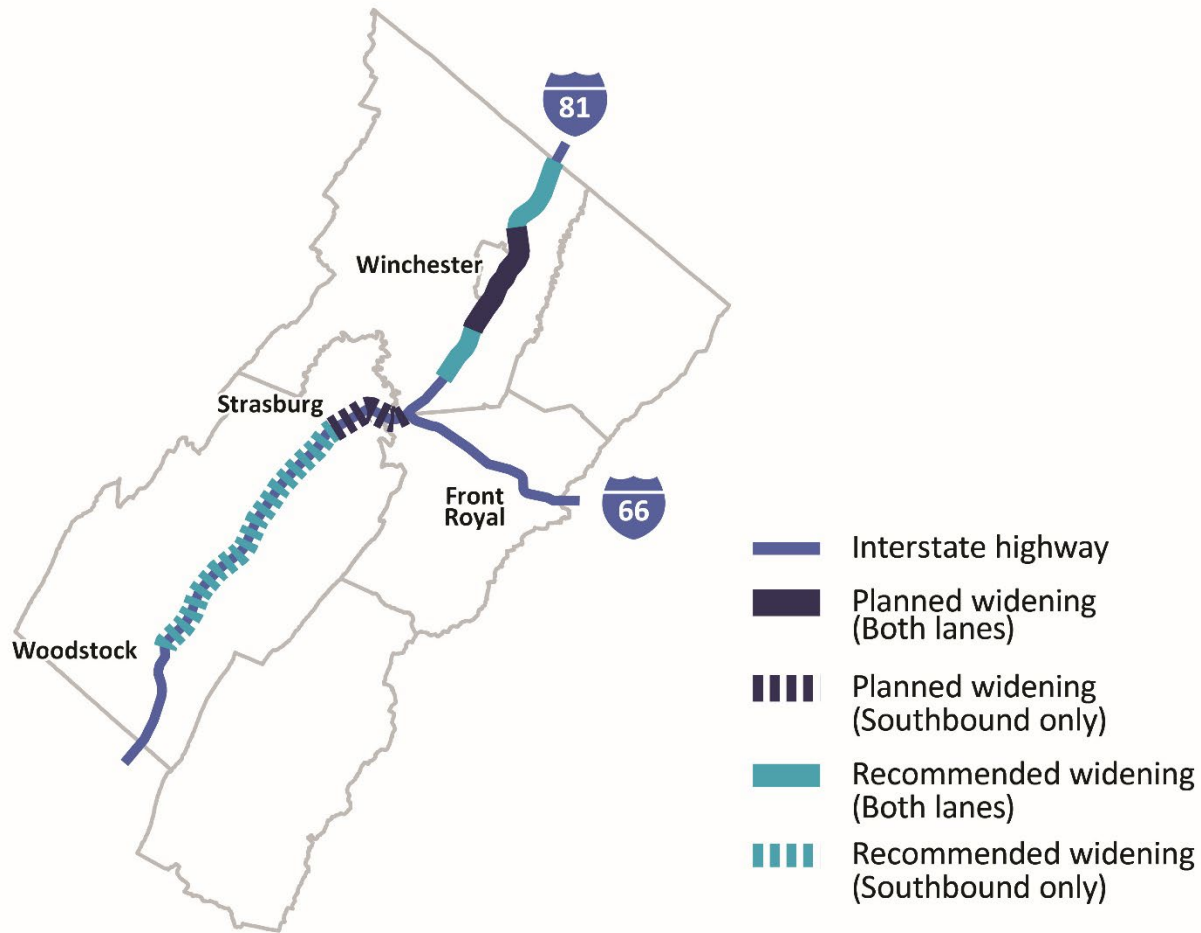 81
Winchester
Strasburg
Front
Royal
66
Woodstock
Interstate highway
Planned widening
(Both lanes)
Planned widening
(Southbound only)
Recommended widening
(Both lanes)
Recommended widening
(Southbound only)